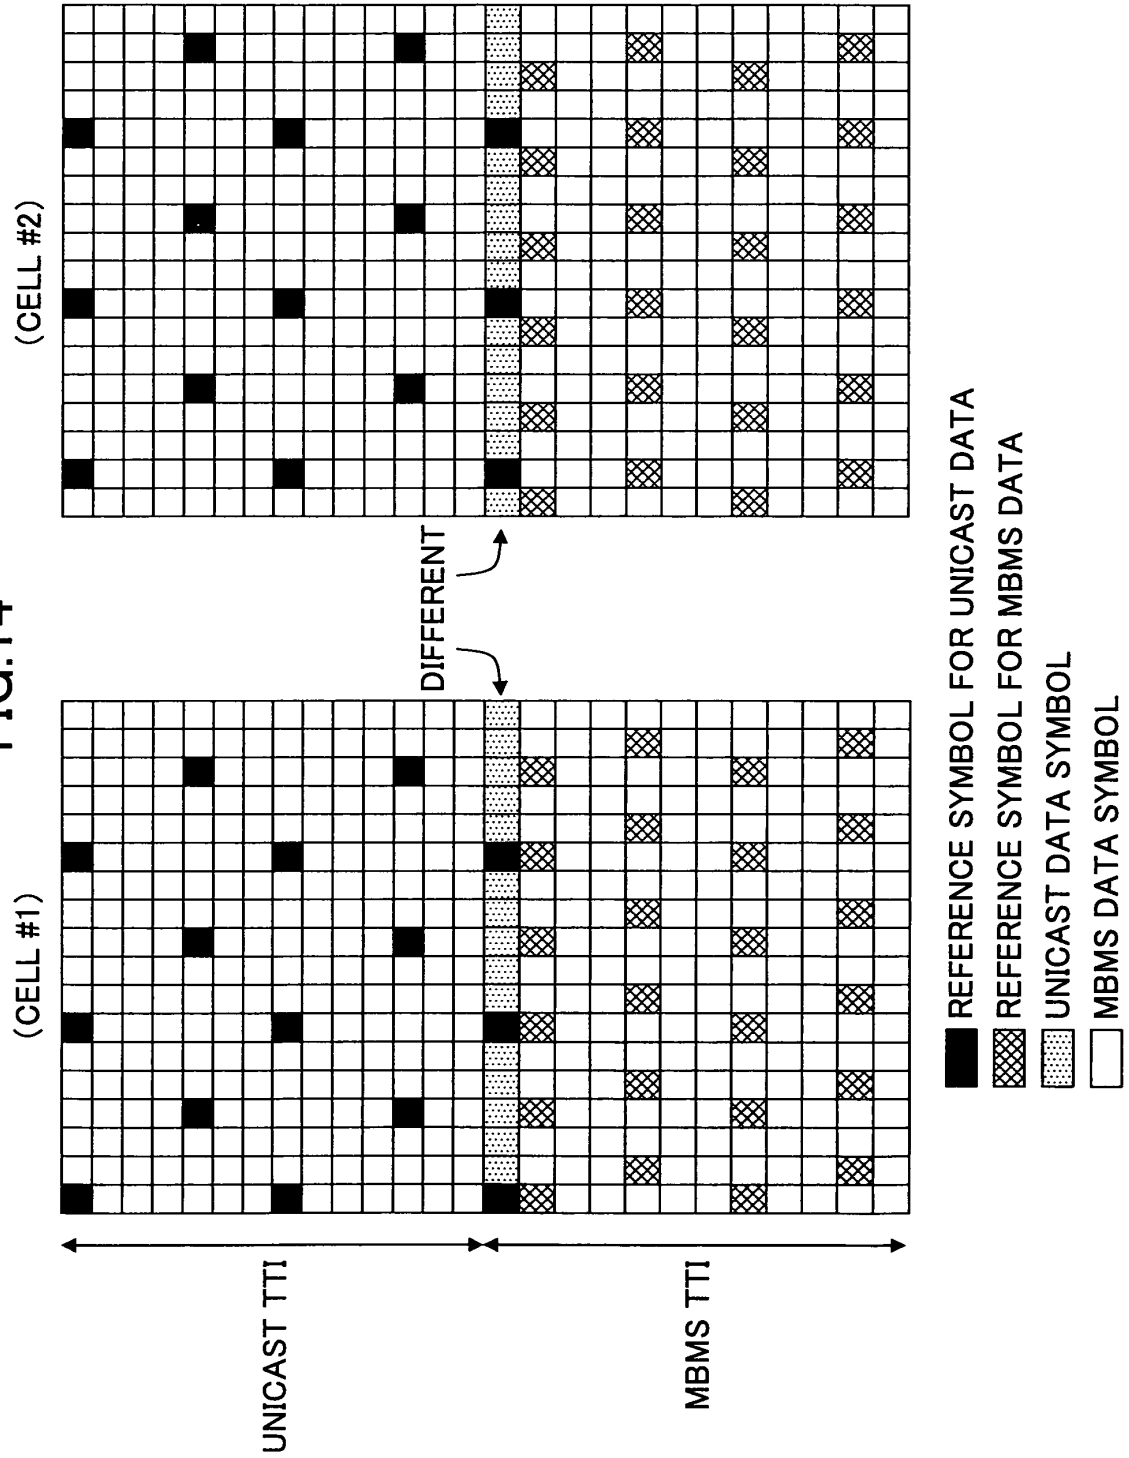 FIG.14
(CELL #1)
(CELL #2)
DIFFERENT
UNICAST TTI
MBMS TTI
REFERENCE SYMBOL FOR UNICAST DATA
REFERENCE SYMBOL FOR MBMS DATA
UNICAST DATA SYMBOL
MBMS DATA SYMBOL